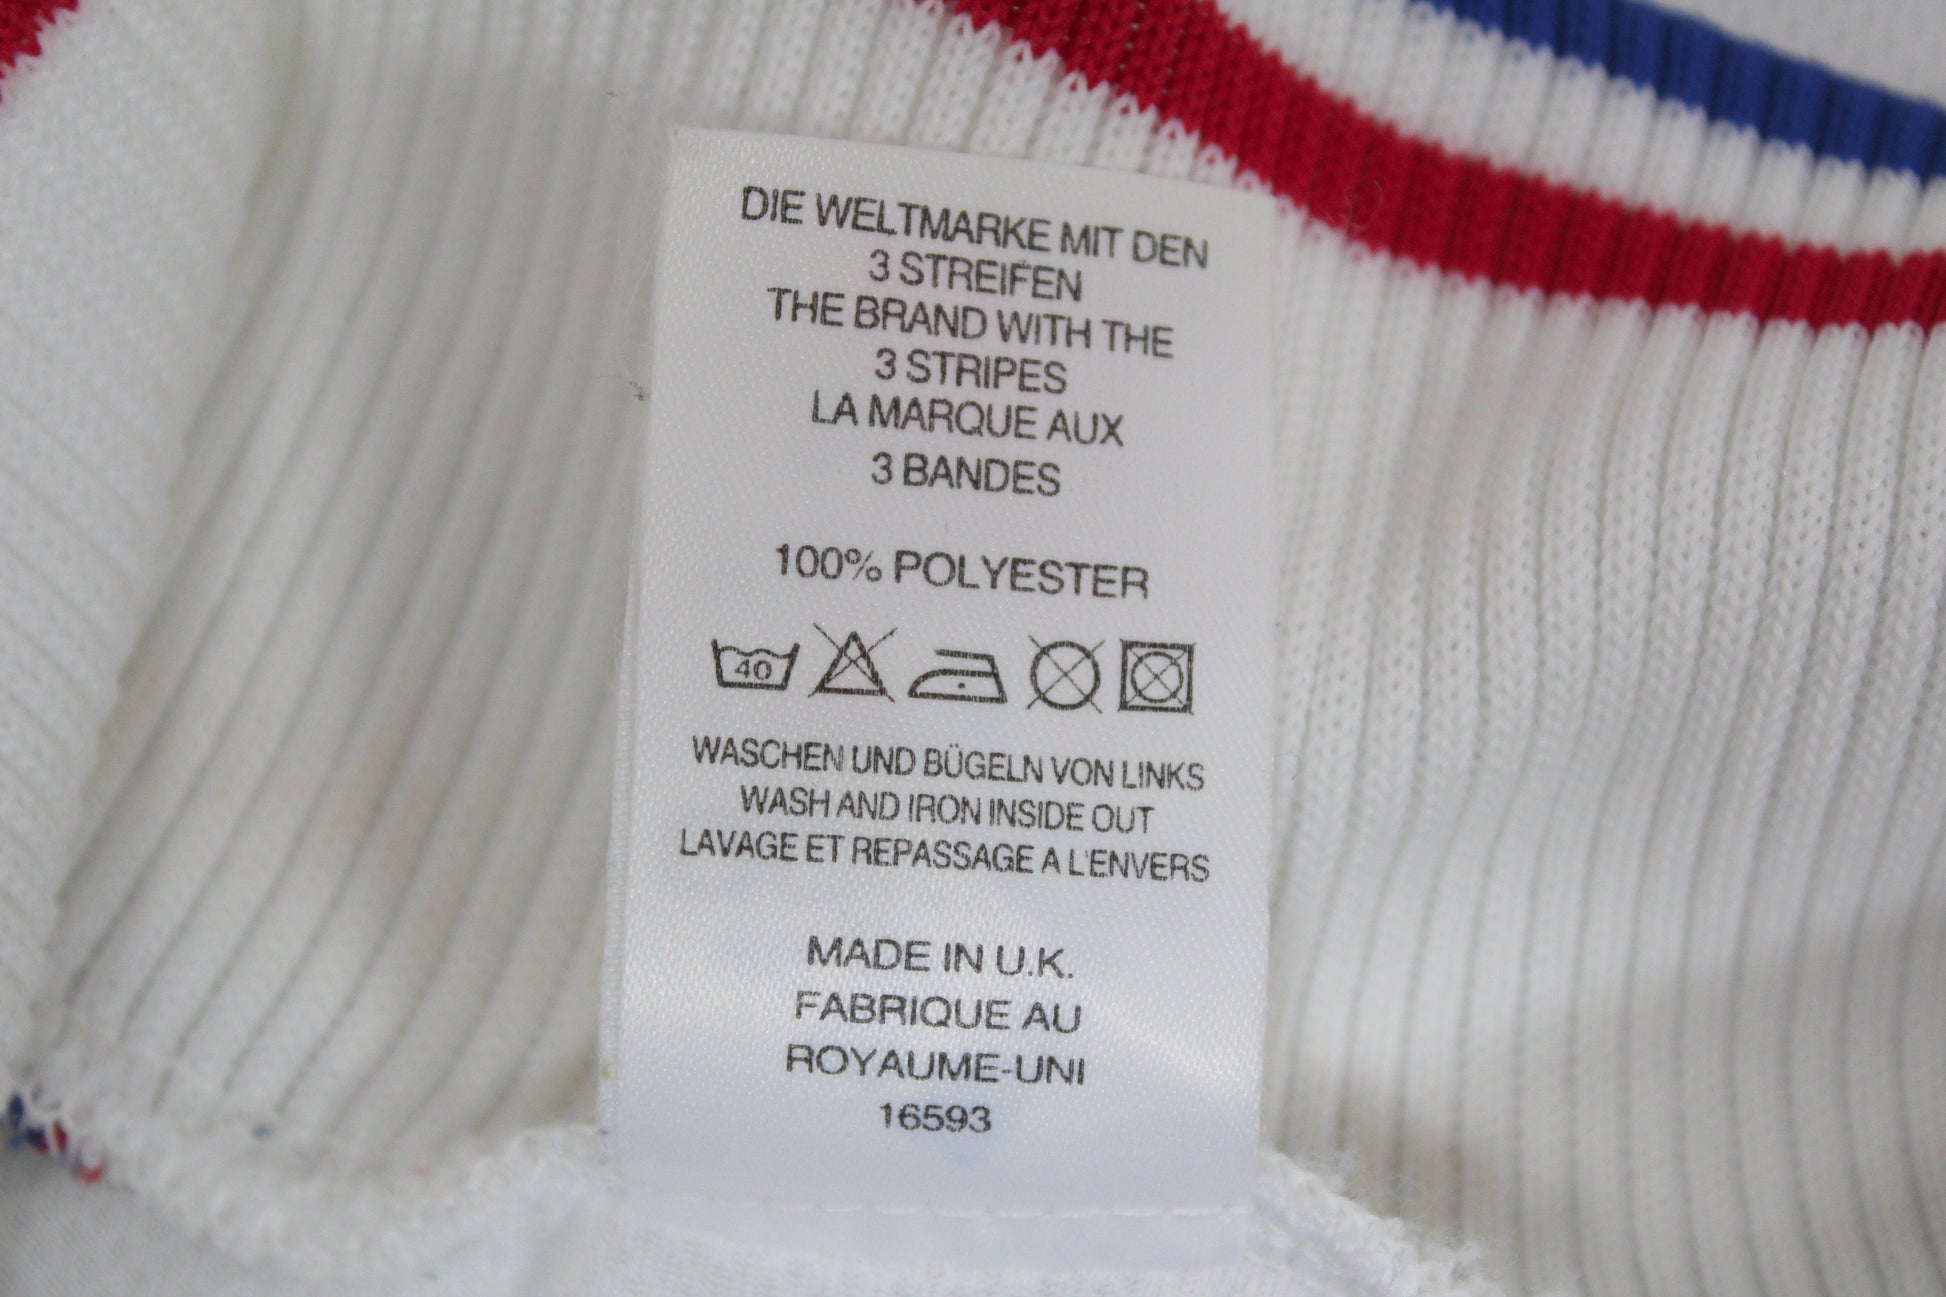 DIE WELTMARKE MIT DEN
3 STREIFEN
THE BRAND WITH THE
3 STRIPES
LA MARQUE AUX
3 BANDES
100% POLYESTER
40
WASCHEN UND BÜGELN VON LINKS
WASH AND IRON INSIDE OUT
LAVAGE ET REPASSAGE A L'ENVERS
MADE IN U.K.
FABRIQUE AU
ROYAUME-UNI
16593